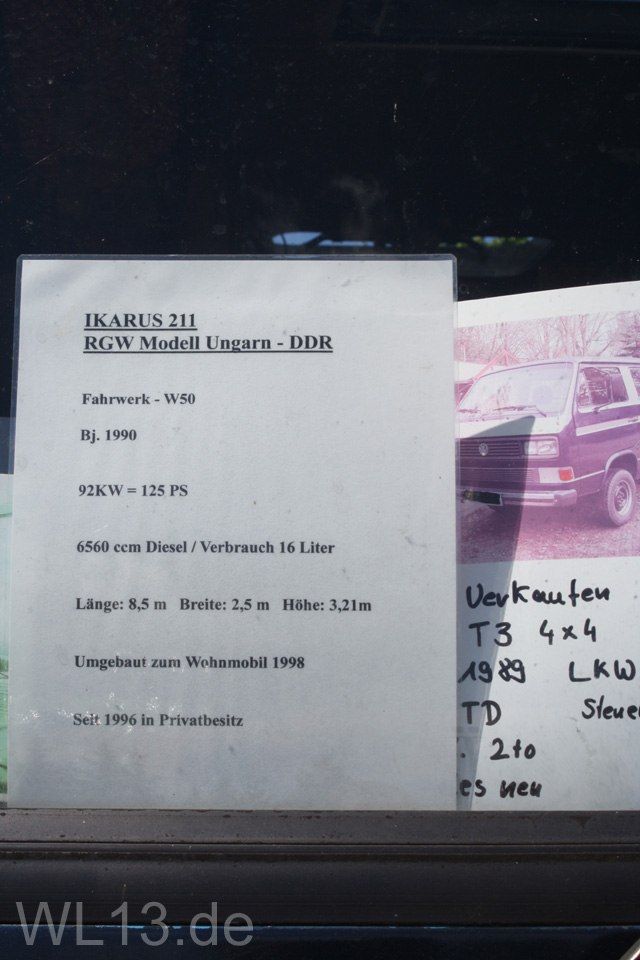 IKARUS 211
RGW Modell Ungarn - DDR
Fahrwerk - W50
Bj. 1990
92KW = 125 PS
6560 ccm Diesel / Verbrauch 16 Liter
Länge: 8,5 m Breite: 2,5 m Höhe: 3,21m
Umgebaut zum Wohnmobil 1998
Seit 1996 in Privatbesitz
Verkaufen
T3 4x4
1989 LKW
TD Steue
. 2to
es neu
WL13.de